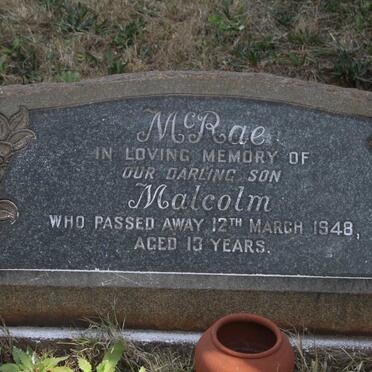 McRae
IN LOVING MEMORY OF
OUR DARLING SON
Malcolm
WHO PASSED AWAY 12TH MARCH 1948,
AGED 13 YEARS.